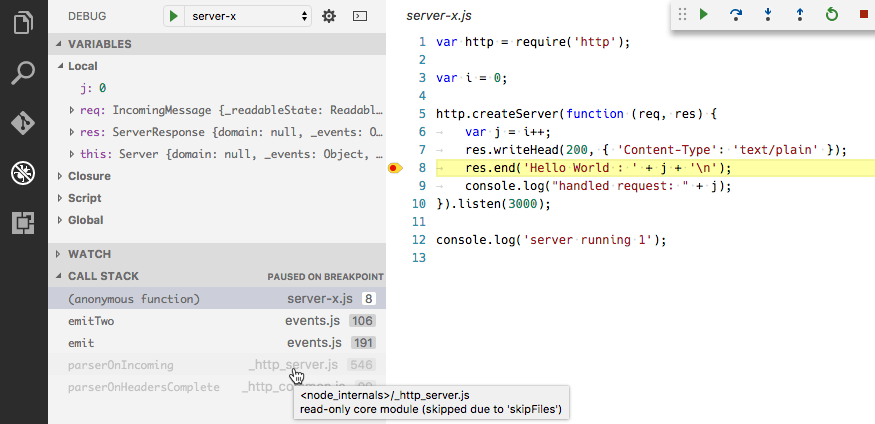 DEBUG
server-x
VARIABLES
Local
j: 0
req: IncomingMessage {_readableState: Readabl…
res: ServerResponse {domain: null, _events: O…
this: Server {domain: null, _events: Object, …
Closure
Script
Global
WATCH
CALL STACK PAUSED ON BREAKPOINT
(anonymous function) server-x.js 8
emitTwo events.js 106
emit events.js 191
parserOnIncoming _http_server.js 546
parserOnHeadersComplete
<node_internals>/_http_server.js
read-only core module (skipped due to 'skipFiles')
server-x.js
1 var http = require('http');
2
3 var i = 0;
4
5 http.createServer(function (req, res) {
6 var j = i++;
7 res.writeHead(200, { 'Content-Type': 'text/plain' });
8 res.end('Hello World : ' + j + '\n');
9 console.log("handled request: " + j);
10 }).listen(3000);
11
12 console.log('server running 1');
13